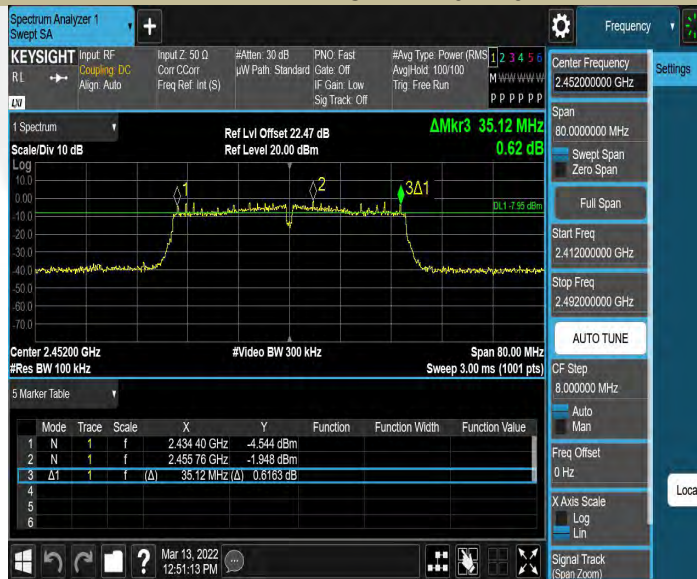 Spectrum Analyzer 1
Swept SA
+
Frequency
KEYSIGHT
RL
LXI
Input: RF
Coupling: DC
Align: Auto
Input Z: 50 Ω
Corr CCorr
Freq Ref: Int (S)
#Atten: 30 dB
µW Path: Standard
PNO: Fast
Gate: Off
IF Gain: Low
Sig Track: Off
#Avg Type: Power (RMS
Avg|Hold: 100/100
Trig: Free Run
1 2 3 4 5 6
M W W W W W
P P P P P P
1 Spectrum
Scale/Div 10 dB
Ref Lvl Offset 22.47 dB
Ref Level 20.00 dBm
ΔMkr3 35.12 MHz
0.62 dB
Log
10.0
0.00
-10.0
-20.0
-30.0
-40.0
-50.0
-60.0
-70.0
1
2
3Δ1
DL1 -7.95 dBm
Center 2.45200 GHz
#Video BW 300 kHz
Span 80.00 MHz
#Res BW 100 kHz
Sweep 3.00 ms (1001 pts)
5 Marker Table
Mode Trace Scale X Y Function Function Width Function Value
1 N 1 f 2.434 40 GHz -4.544 dBm
2 N 1 f 2.455 76 GHz -1.948 dBm
3 Δ1 1 f (Δ) 35.12 MHz (Δ) 0.6163 dB
4
5
6
?
Mar 13, 2022
12:51:13 PM
Center Frequency
2.452000000 GHz
Settings
Span
80.0000000 MHz
Swept Span
Zero Span
Full Span
Start Freq
2.412000000 GHz
Stop Freq
2.492000000 GHz
AUTO TUNE
CF Step
8.000000 MHz
Auto
Man
Freq Offset
0 Hz
X Axis Scale
Log
Lin
Signal Track
(Span Zoom)
Loca